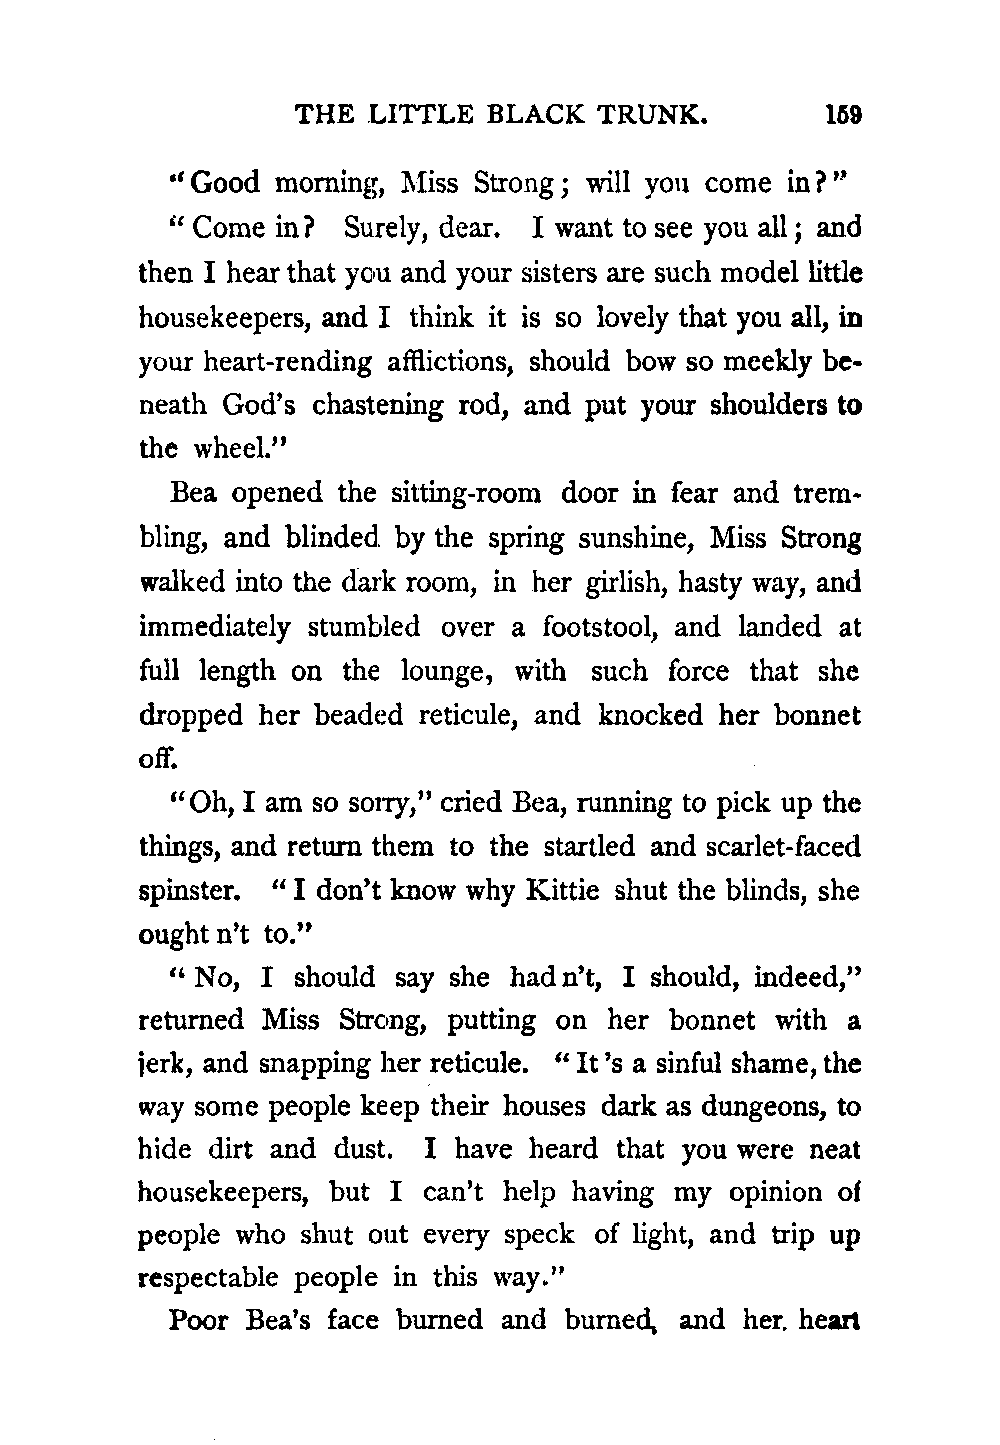 THE LITTLE BLACK TRUNK. 159
"Good morning, Miss Strong; will you come in?"
"Come in? Surely, dear. I want to see you all; and
then I hear that you and your sisters are such model little
housekeepers, and I think it is so lovely that you all, in
your heart-rending afflictions, should bow so meekly be-
neath God's chastening rod, and put your shoulders to
the wheel."
Bea opened the sitting-room door in fear and trem-
bling, and blinded by the spring sunshine, Miss Strong
walked into the dark room, in her girlish, hasty way, and
immediately stumbled over a footstool, and landed at
full length on the lounge, with such force that she
dropped her beaded reticule, and knocked her bonnet
off.
"Oh, I am so sorry," cried Bea, running to pick up the
things, and return them to the startled and scarlet-faced
spinster. "I don't know why Kittie shut the blinds, she
ought n't to."
"No, I should say she had n't, I should, indeed,"
returned Miss Strong, putting on her bonnet with a
jerk, and snapping her reticule. "It 's a sinful shame, the
way some people keep their houses dark as dungeons, to
hide dirt and dust. I have heard that you were neat
housekeepers, but I can't help having my opinion of
people who shut out every speck of light, and trip up
respectable people in this way."
Poor Bea's face burned and burned, and her. heart